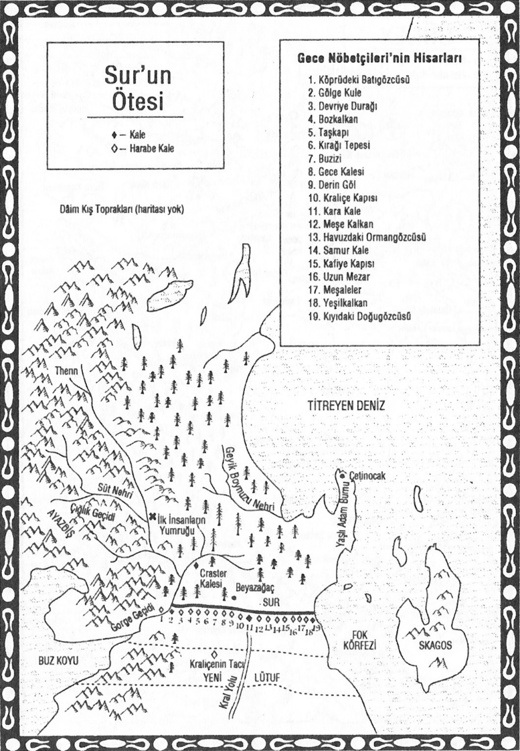 Sur'un
Ötesi
– Kale
– Harabe Kale
Gece Nöbetçileri'nin Hisarları
1. Köprüdeki Batıgözcüsü
2. Gölge Kule
3. Devriye Durağı
4. Bozkalkan
5. Taşkapı
6. Kırağı Tepesi
7. Buzizi
8. Gece Kalesi
9. Derin Göl
10. Kraliçe Kapısı
11. Kara Kale
12. Meşe Kalkan
13. Havuzdaki Ormangözcüsü
14. Samur Kale
15. Kafiye Kapısı
16. Uzun Mezar
17. Meşaleler
18. Yeşilkalkan
19. Kıyıdaki Doğugözcüsü
Dâim Kış Toprakları (haritası yok)
Thenn
TİTREYEN DENİZ
Geyik Boynuzu Nehri
Çetinocak
Yaşlı Adam Burnu
Süt Nehri
Çığlık Geçidi
AYAZDİŞ
İlk İnsanların
Yumruğu
Craster
Kalesi
Beyazağaç
SUR
Gorge Geçidi
1 2 3 4 5 6 7 8 9 10 11 12 13 14 15 16 17 18 19
BUZ KOYU
Kraliçenin Tacı
YENİ
LÜTUF
Kral Yolu
FOK
KÖRFEZİ
SKAGOS